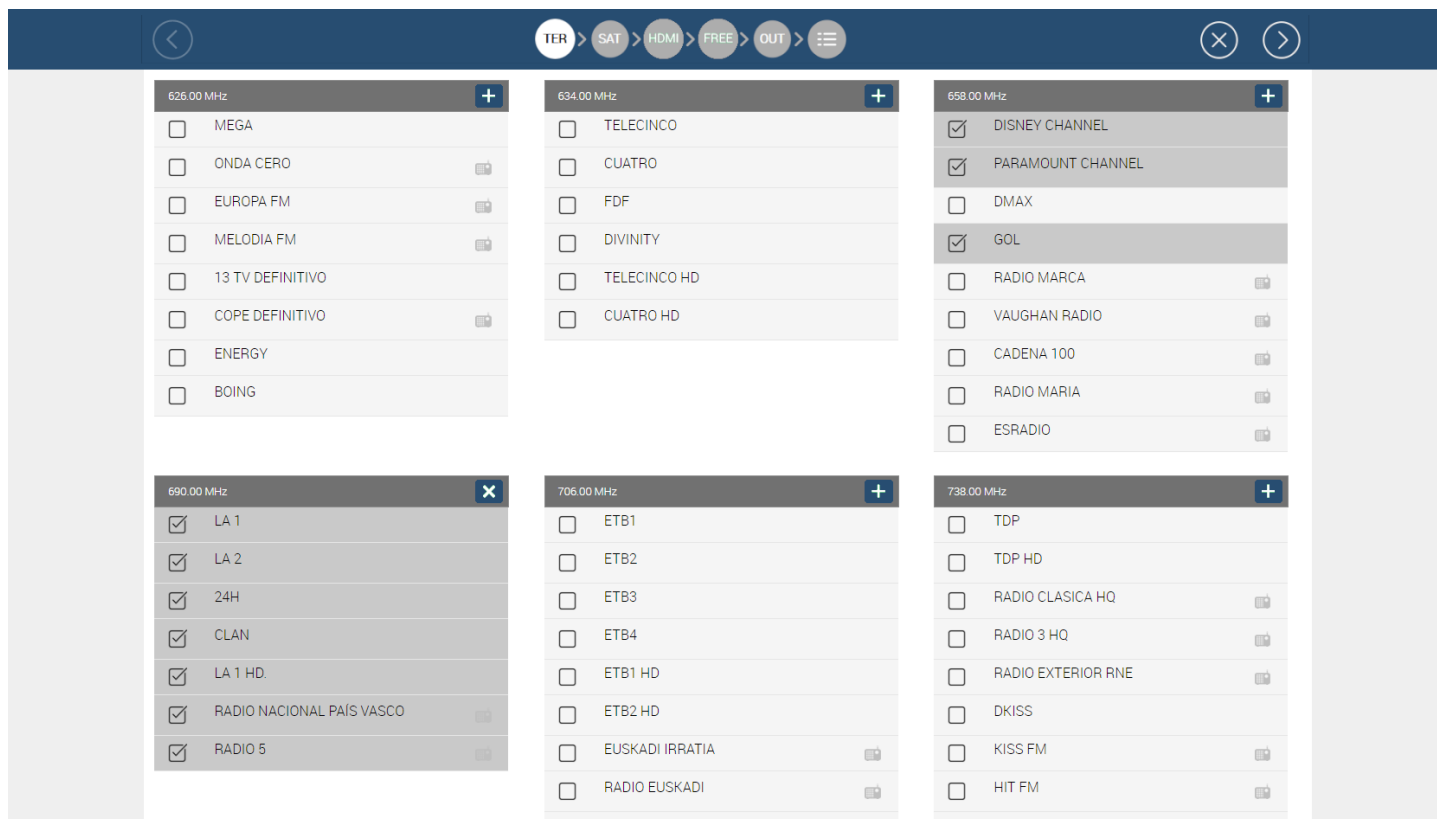 TER > SAT > HDMI > FREE > OUT >
626.00 MHz
MEGA
ONDA CERO
EUROPA FM
MELODIA FM
13 TV DEFINITIVO
COPE DEFINITIVO
ENERGY
BOING
634.00 MHz
TELECINCO
CUATRO
FDF
DIVINITY
TELECINCO HD
CUATRO HD
658.00 MHz
DISNEY CHANNEL
PARAMOUNT CHANNEL
DMAX
GOL
RADIO MARCA
VAUGHAN RADIO
CADENA 100
RADIO MARIA
ESRADIO
690.00 MHz
LA 1
LA 2
24H
CLAN
LA 1 HD.
RADIO NACIONAL PAÍS VASCO
RADIO 5
706.00 MHz
ETB1
ETB2
ETB3
ETB4
ETB1 HD
ETB2 HD
EUSKADI IRRATIA
RADIO EUSKADI
738.00 MHz
TDP
TDP HD
RADIO CLASICA HQ
RADIO 3 HQ
RADIO EXTERIOR RNE
DKISS
KISS FM
HIT FM